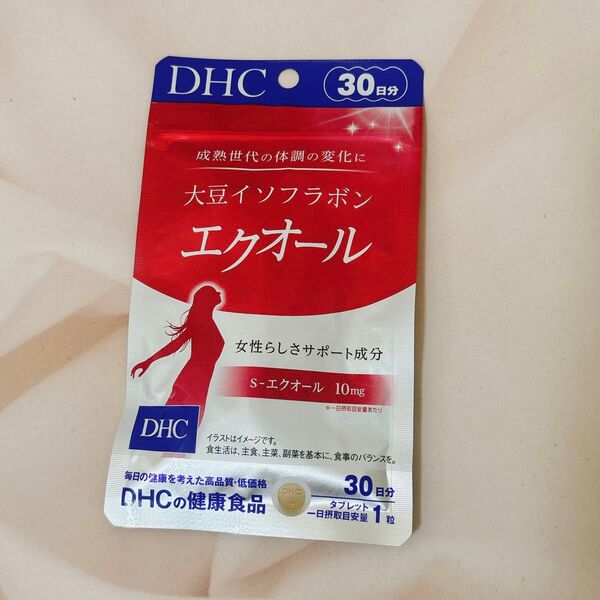 DHC 30日分
成熟世代の体調の変化に
大豆イソフラボン
エクオール
女性らしさサポート成分
S-エクオール 10mg
※一日摂取目安量あたり
DHC
イラストはイメージです。
食生活は、主食、主菜、副菜を基本に、食事のバランスを。
毎日の健康を考えた高品質・低価格
DHCの健康食品
DHC
30日分
タブレット
一日摂取目安量 1粒